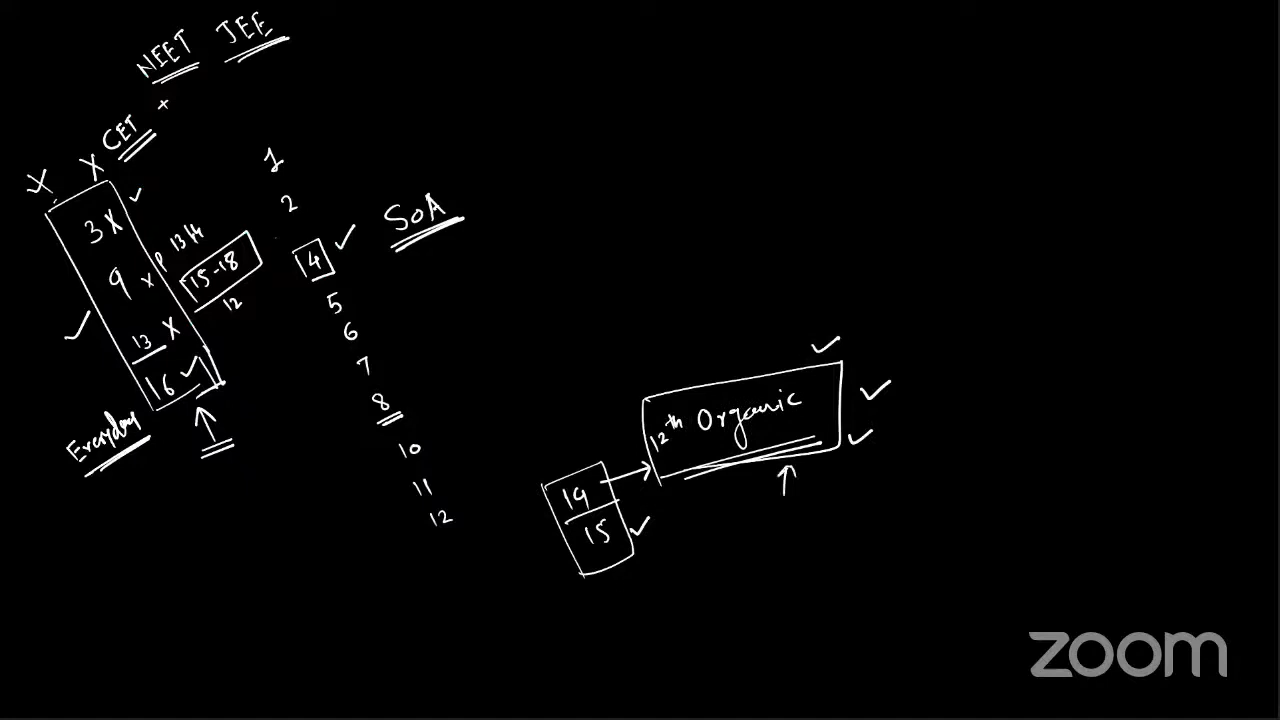 NEET JEE
CET +
X X
3 X
9 x P 13/14
15-18
12
13 X
16
Everyday
1
2
4
SOA
5
6
7
8
10
11
12
12th Organic
14
15
zoom